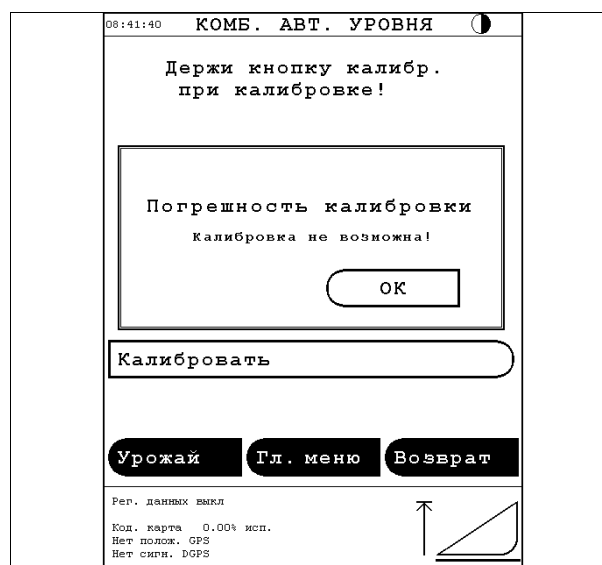 08:41:40 КОМБ. АВТ. УРОВНЯ
Держи кнопку калибр.
при калибровке!
Погрешность калибровки
Калибровка не возможна!
ОК
Калибровать
Урожай Гл. меню Возврат
Рег. данных выкл
Код. карта 0.00% исп.
Нет полож. GPS
Нет сигн. DGPS